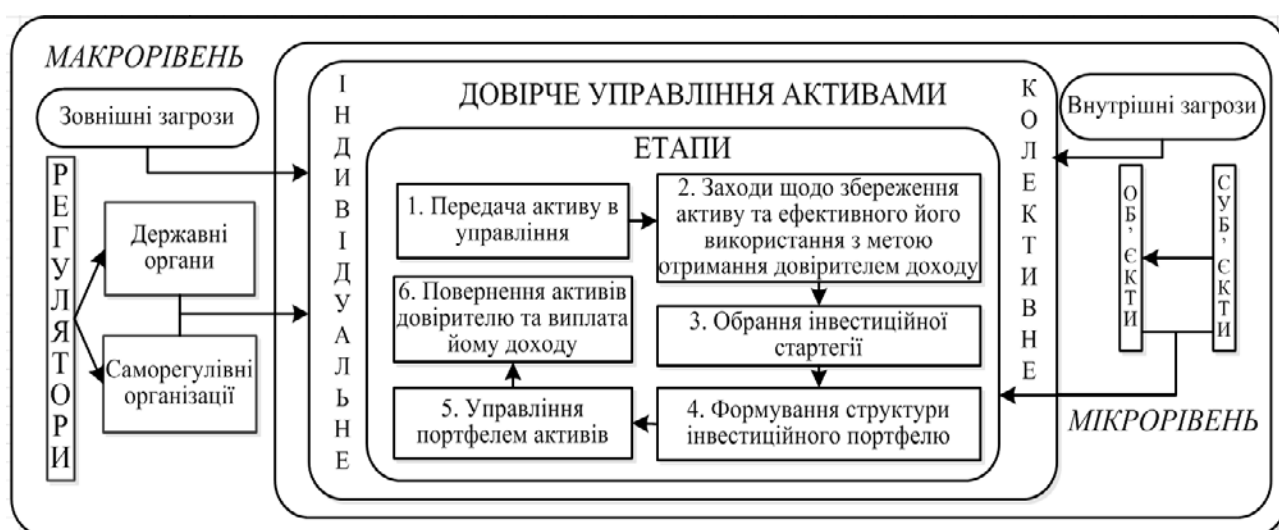 МАКРОРІВЕНЬ
Зовнішні загрози
РЕГУЛЯТОРИ
Державні
органи
Саморегулівні
організації
ІНДИВІДУАЛЬНЕ
ДОВІРЧЕ УПРАВЛІННЯ АКТИВАМИ
ЕТАПИ
1. Передача активу в
управління
2. Заходи щодо збереження
активу та ефективного його
використання з метою
отримання довірителем доходу
3. Обрання інвестиційної
стартегії
4. Формування структури
інвестиційного портфелю
5. Управління
портфелем активів
6. Повернення активів
довірителю та виплата
йому доходу
КОЛЕКТИВНЕ
Внутрішні загрози
ОБ’ЄКТИ
СУБ’ЄКТИ
МІКРОРІВЕНЬ